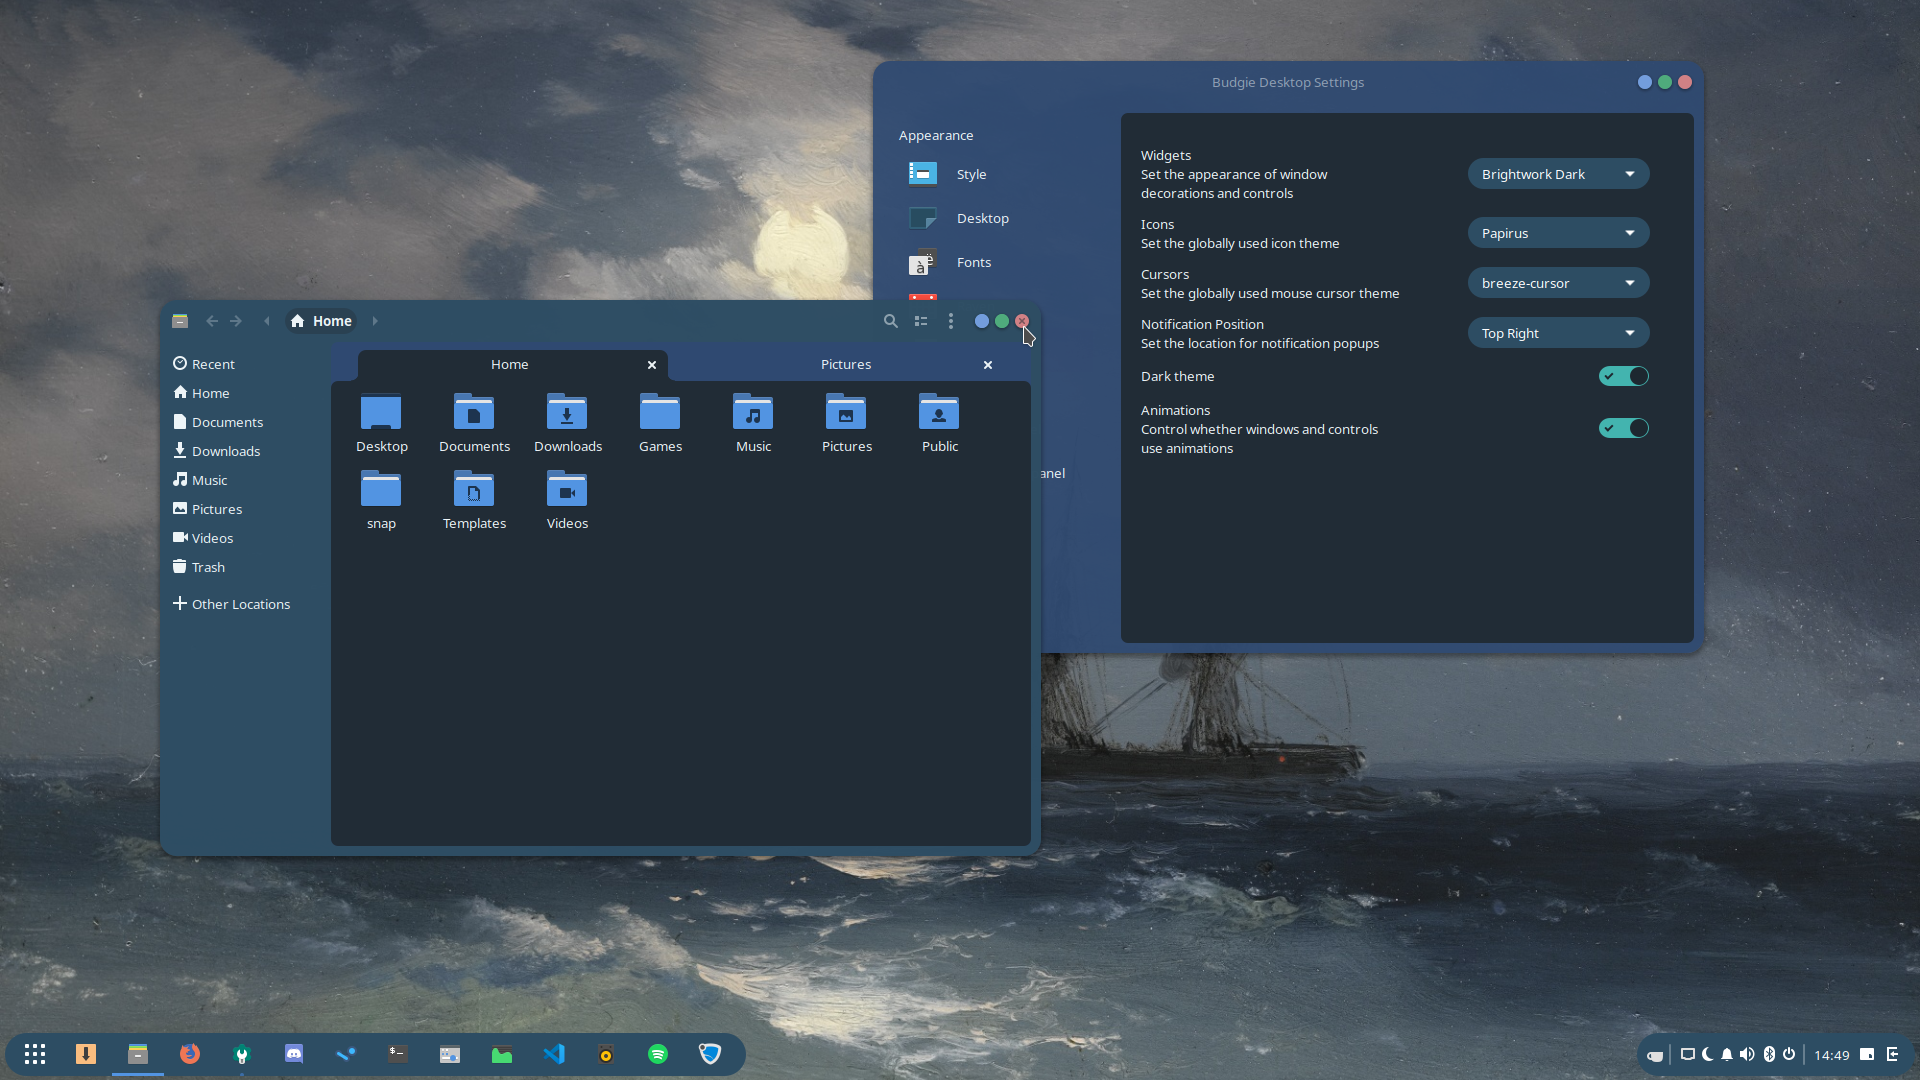 Budgie Desktop Settings
Appearance
Style
Desktop
Fonts
anel
Widgets
Set the appearance of window
decorations and controls
Brightwork Dark
Icons
Set the globally used icon theme
Papirus
Cursors
Set the globally used mouse cursor theme
breeze-cursor
Notification Position
Set the location for notification popups
Top Right
Dark theme
Animations
Control whether windows and controls
use animations
Home
Recent
Home
Documents
Downloads
Music
Pictures
Videos
Trash
Other Locations
Home
Pictures
Desktop
Documents
Downloads
Games
Music
Pictures
Public
snap
Templates
Videos
14:49